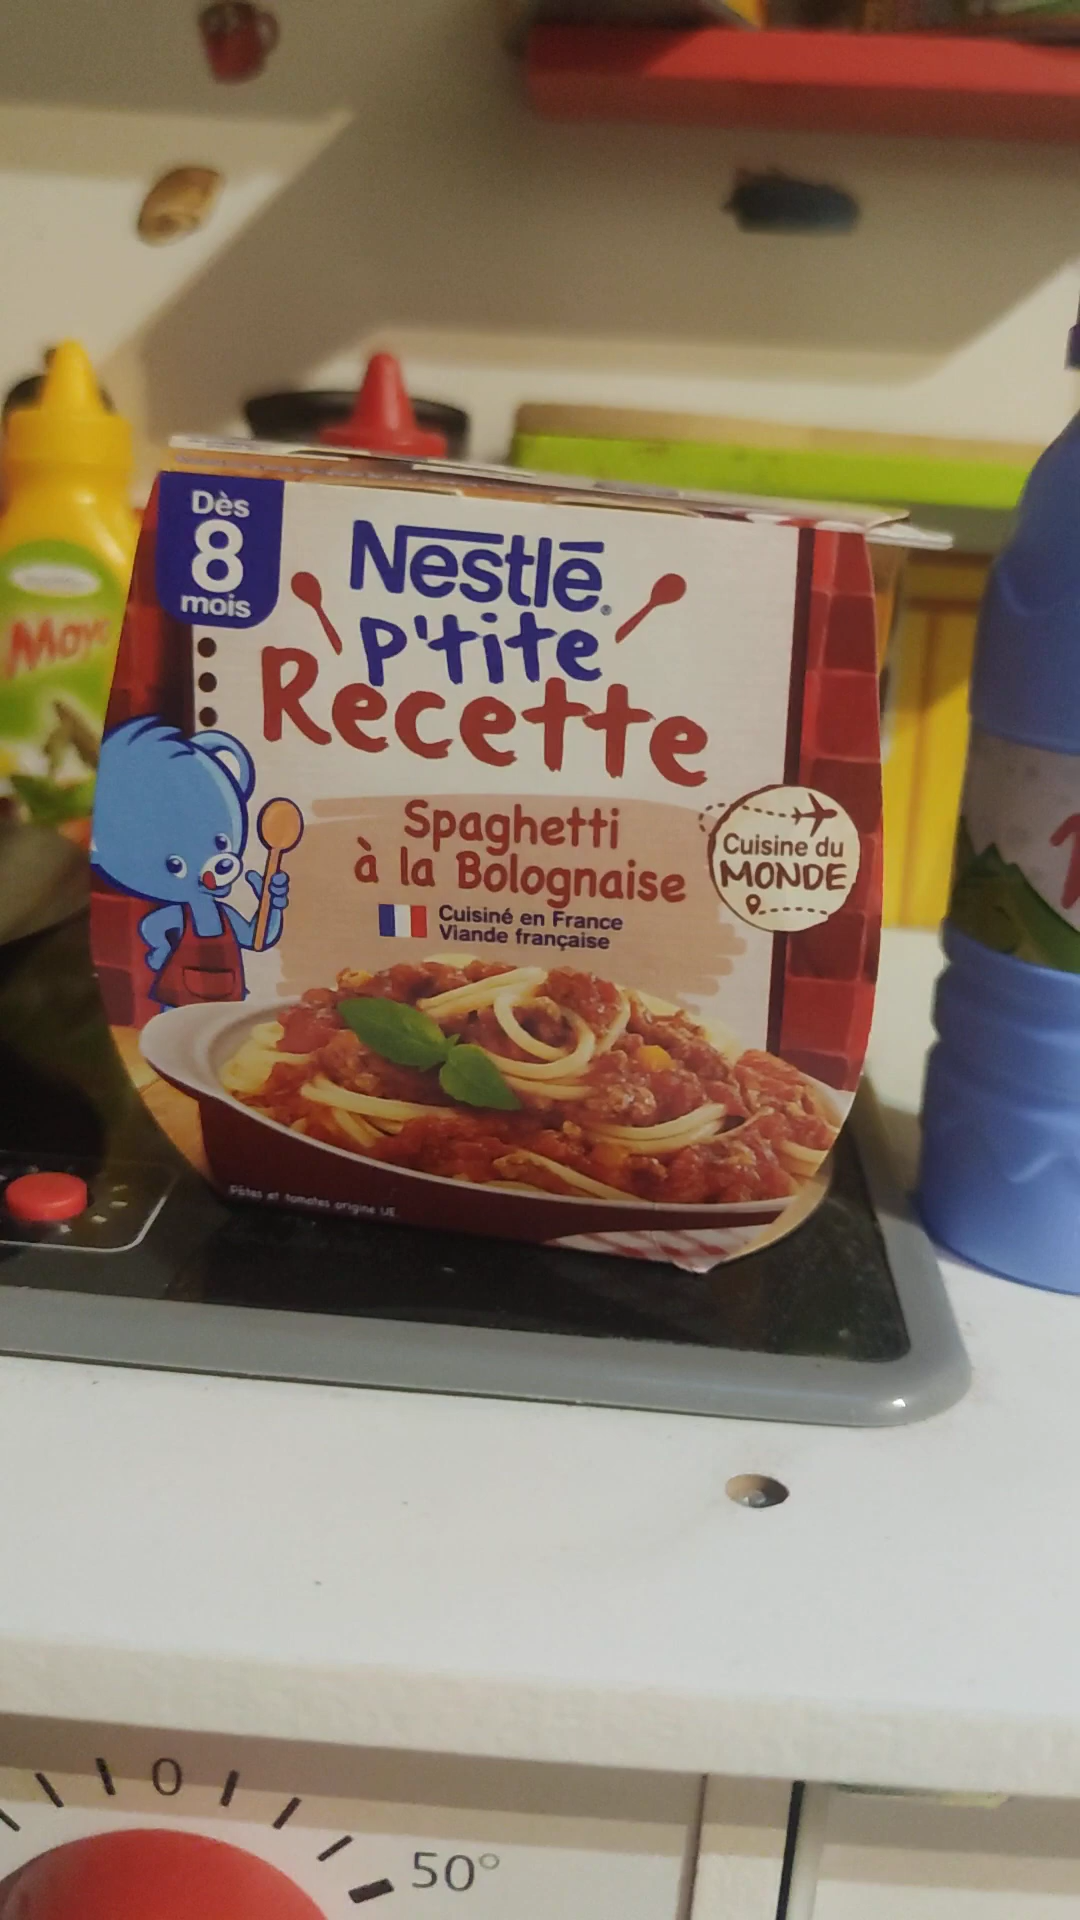 Dès
8
mois
Nestlé
P'tite
Recette
Spaghetti
à la Bolognaise
Cuisiné en France
Viande française
Cuisine du
MONDE
Pâtes et tomates origine UE
0
50°